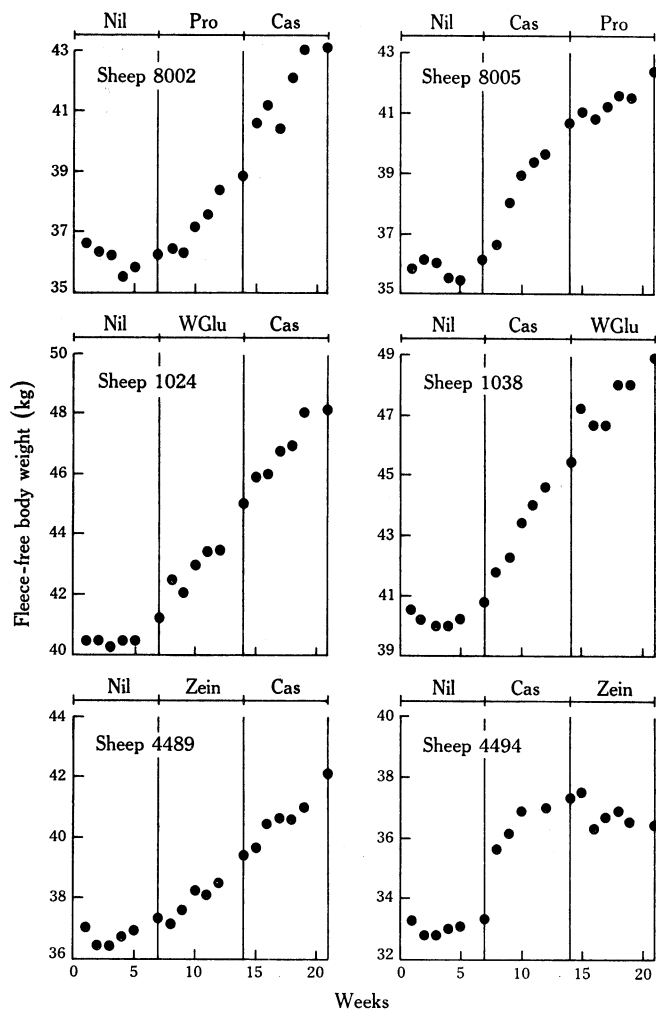 Nil Pro Cas
Sheep 8002
43
41
39
37
35
Nil Cas Pro
Sheep 8005
43
41
39
37
35
Nil WGlu Cas
Sheep 1024
50
48
46
44
42
40
Nil Cas WGlu
Sheep 1038
49
47
45
43
41
39
Fleece-free body weight (kg)
Nil Zein Cas
Sheep 4489
44
42
40
38
36
0 5 10 15 20
Nil Cas Zein
Sheep 4494
40
38
36
34
32
0 5 10 15 20
Weeks